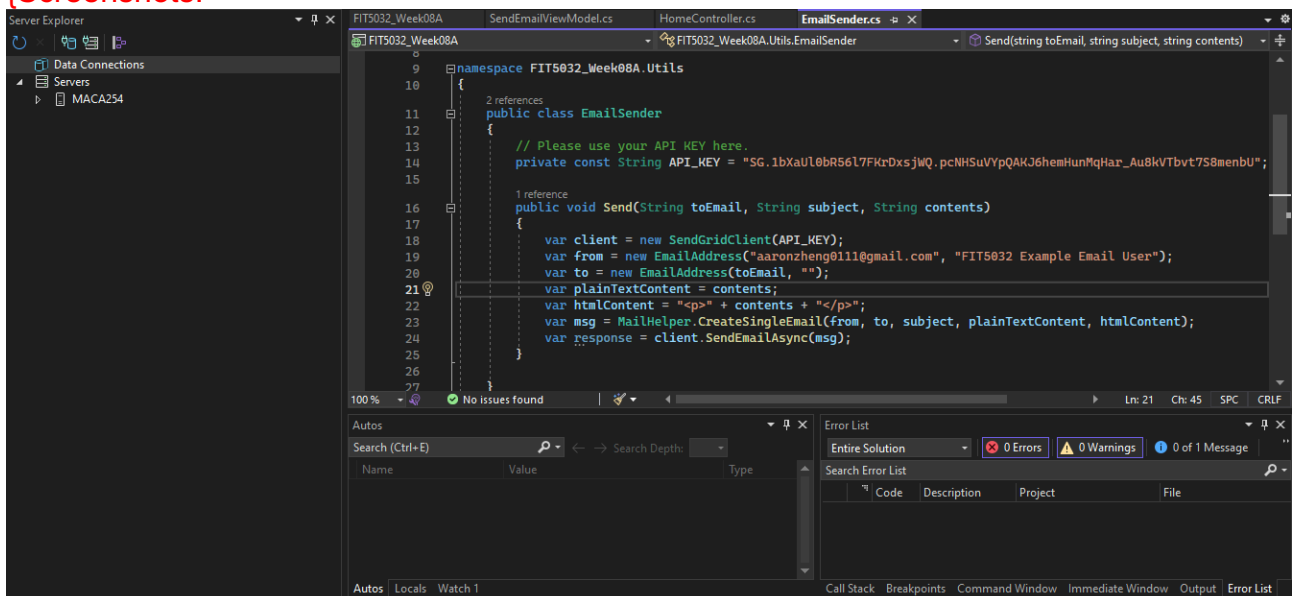 {Screenshots:
Server Explorer
Data Connections
Servers
MACA254
FIT5032_Week08A SendEmailViewModel.cs HomeController.cs EmailSender.cs
FIT5032_Week08A FIT5032_Week08A.Utils.EmailSender Send(string toEmail, string subject, string contents)
8
9 namespace FIT5032_Week08A.Utils
10 {
2 references
11 public class EmailSender
12 {
13 // Please use your API KEY here.
14 private const String API_KEY = "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";
15
1 reference
16 public void Send(String toEmail, String subject, String contents)
17 {
18 var client = new SendGridClient(API_KEY);
19 var from = new EmailAddress("aaronzheng0111@gmail.com", "FIT5032 Example Email User");
20 var to = new EmailAddress(toEmail, "");
21 var plainTextContent = contents;
22 var htmlContent = "<p>" + contents + "</p>";
23 var msg = MailHelper.CreateSingleEmail(from, to, subject, plainTextContent, htmlContent);
24 var response = client.SendEmailAsync(msg);
25 }
26
27 }
100 % No issues found Ln: 21 Ch: 45 SPC CRLF
Autos
Search (Ctrl+E) Search Depth:
Name Value Type
Autos Locals Watch 1
Error List
Entire Solution 0 Errors 0 Warnings 0 of 1 Message
Search Error List
Code Description Project File
Call Stack Breakpoints Command Window Immediate Window Output Error List